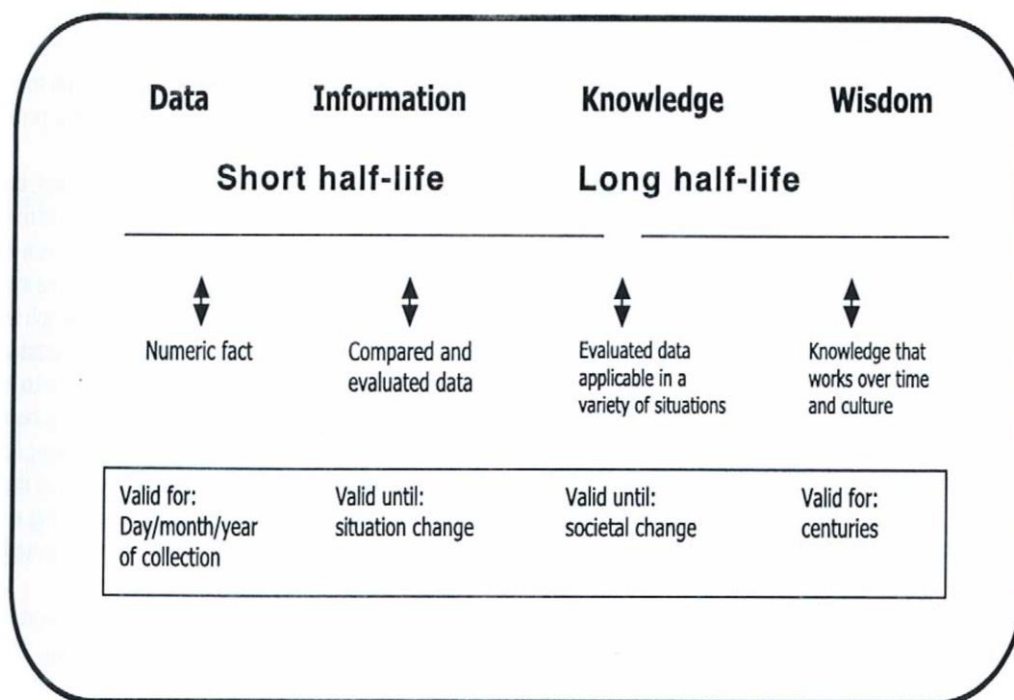 Data Information Knowledge Wisdom
Short half-life Long half-life
Numeric fact
Compared and
evaluated data
Evaluated data
applicable in a
variety of situations
Knowledge that
works over time
and culture
Valid for:
Day/month/year
of collection
Valid until:
situation change
Valid until:
societal change
Valid for:
centuries